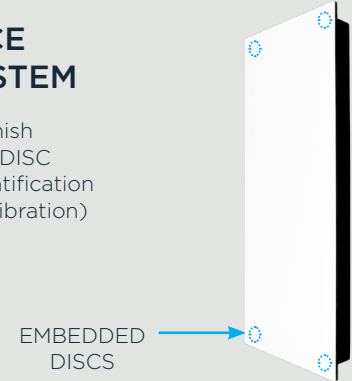 CE
STEM
nish
DISC
tification
ibration)
EMBEDDED
DISCS